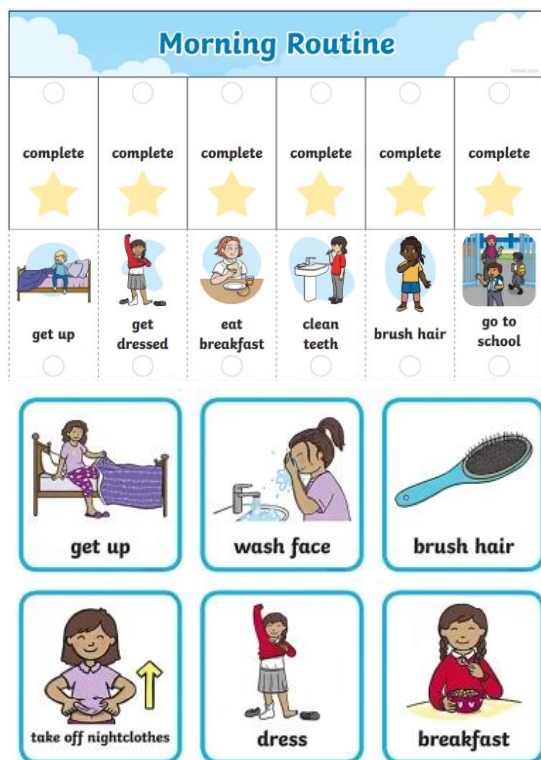 Morning Routine
complete complete complete complete complete complete
get up
get
dressed
eat
breakfast
clean
teeth
brush hair
go to
school
get up
wash face
brush hair
take off nightclothes
dress
breakfast